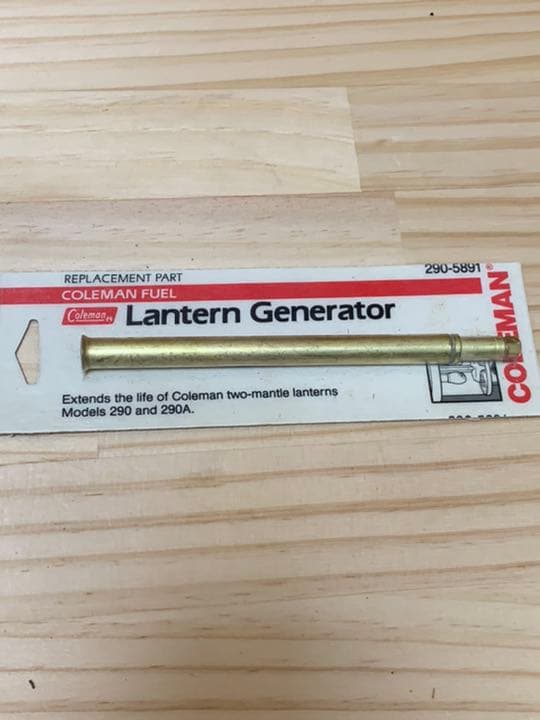 REPLACEMENT PART
290-5891
COLEMAN FUEL
Coleman
Lantern Generator
Extends the life of Coleman two-mantle lanterns
Models 290 and 290A.